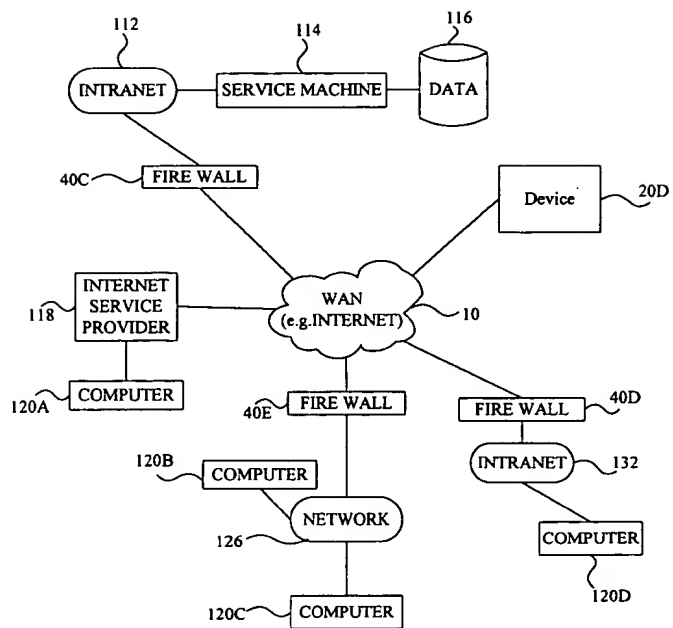 112
114
116
INTRANET
SERVICE MACHINE
DATA
40C
FIRE WALL
Device
20D
INTERNET
SERVICE
PROVIDER
118
WAN
(e.g.INTERNET)
10
COMPUTER
120A
FIRE WALL
40E
FIRE WALL
40D
120B
COMPUTER
INTRANET
132
NETWORK
126
COMPUTER
120D
120C
COMPUTER